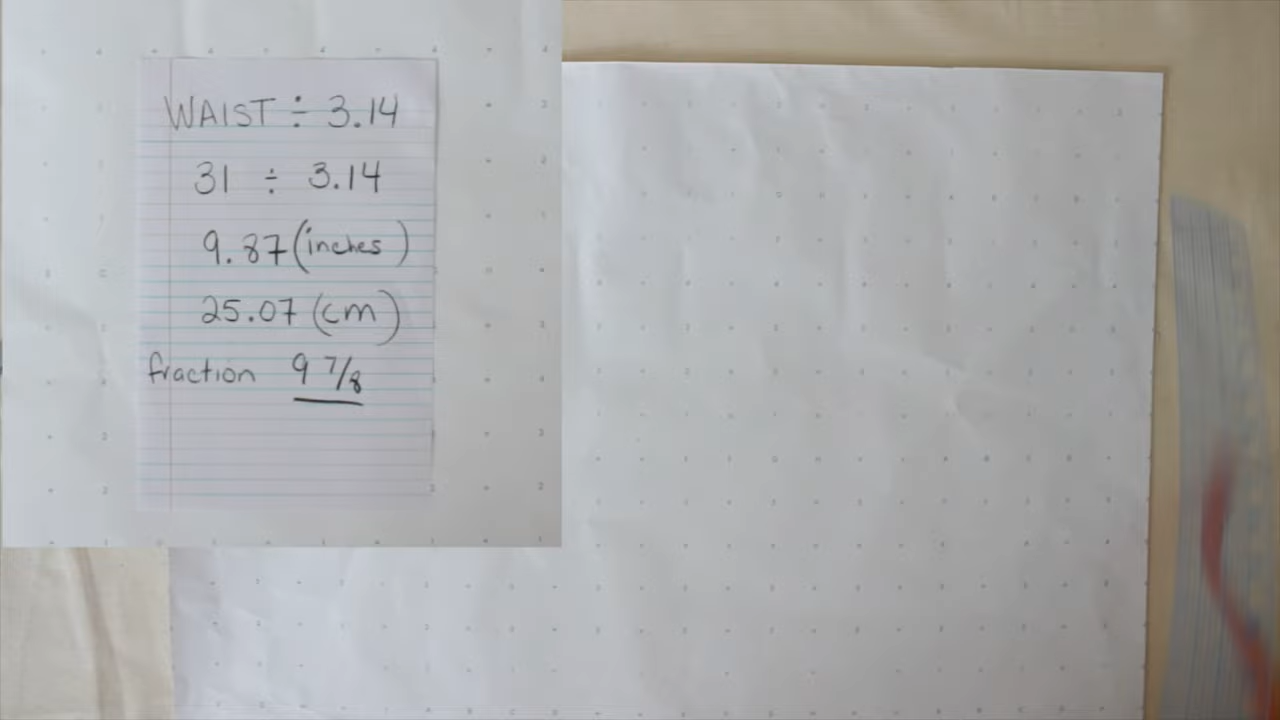 WAIST ÷ 3.14
31 ÷ 3.14
9.87 (inches)
25.07 (cm)
fraction 9 7/8